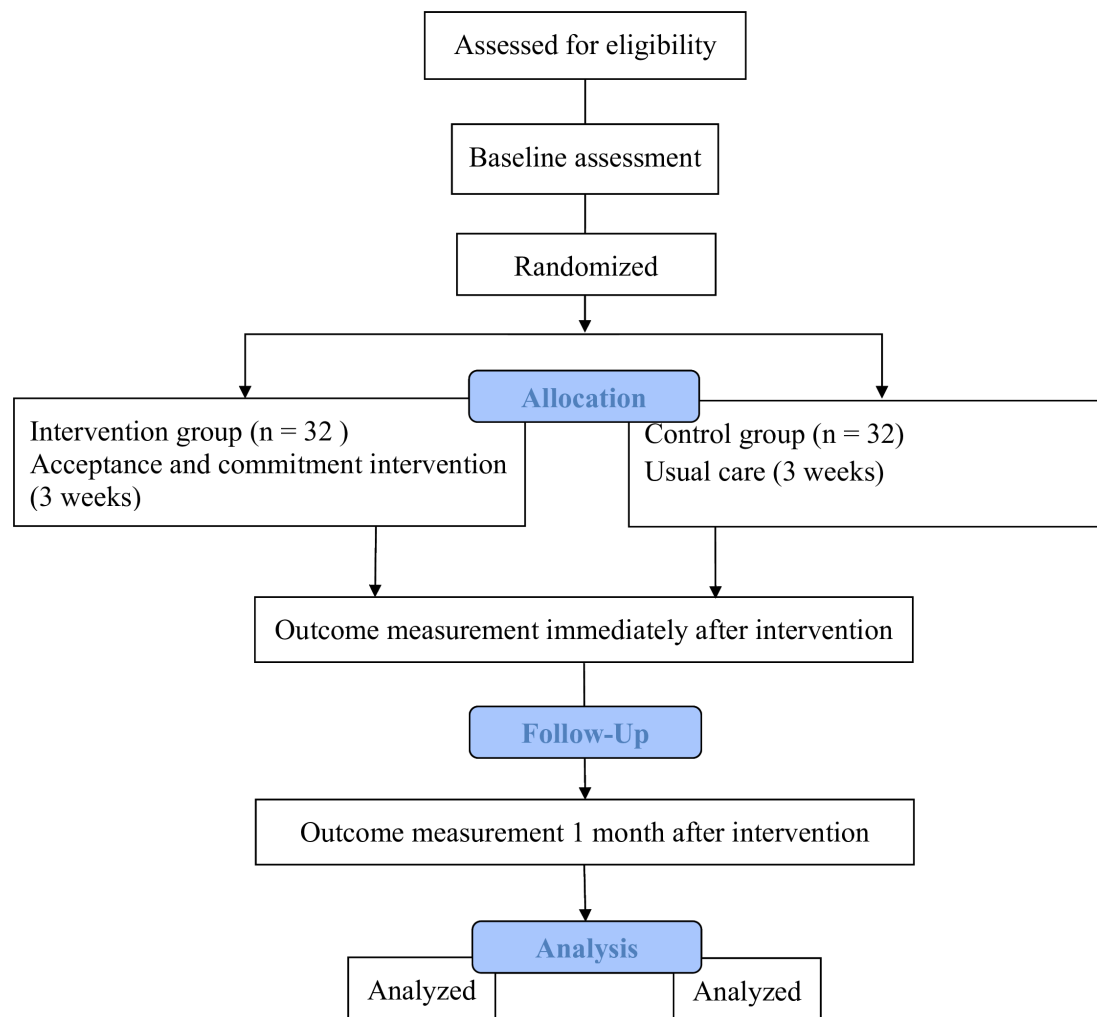 Assessed for eligibility
Baseline assessment
Randomized
Allocation
Intervention group (n = 32 )
Acceptance and commitment intervention
(3 weeks)
Control group (n = 32)
Usual care (3 weeks)
Outcome measurement immediately after intervention
Follow-Up
Outcome measurement 1 month after intervention
Analysis
Analyzed
Analyzed